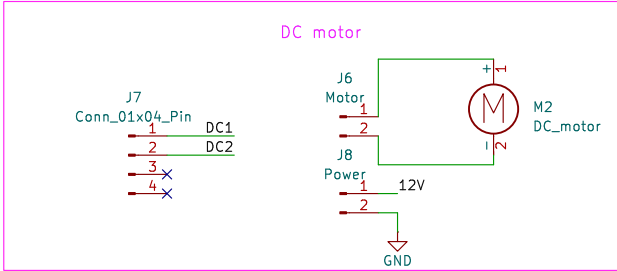 DC motor
J7
Conn_01x04_Pin
1
DC1
2
DC2
3
4
J6
Motor
1
2
J8
Power
1
12V
2
GND
+
1
M
M2
DC_motor
-
2